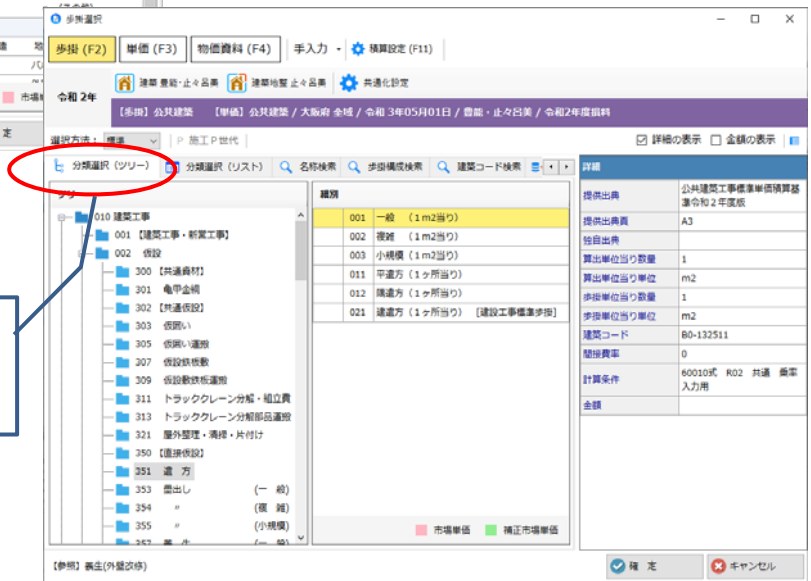 歩掛選択
歩掛 (F2) 単価 (F3) 物価資料 (F4) 手入力 積算設定 (F11)
令和 2年 建築 豊能･止々呂美 建築地整 止々呂美 共通化設定
【歩掛】公共建築 【単価】公共建築 / 大阪府 全域 / 令和 3年05月01日 / 豊能・止々呂美 / 令和2年度損料
選択方法： 標準 P 施工P世代 詳細の表示 金額の表示
分類選択（ツリー） 分類選択（リスト） 名称検索 歩掛構成検索 建築コード検索
ツリー
010 建築工事
001 【建築工事・新営工事】
002 仮設
300 【共通資材】
301 亀甲金網
302 【共通仮設】
303 仮囲い
305 仮囲い運搬
307 仮設鉄板敷
309 仮設敷鉄板運搬
311 トラッククレーン分解・組立費
313 トラッククレーン分解部品運搬
321 屋外整理・清掃・片付け
350 【直接仮設】
351 遣 方
353 墨出し (一 般)
354 〃 (複 雑)
355 〃 (小規模)
357 養 生 (一 般)
細別
001 一般 （1m2当り）
002 複雑 （1m2当り）
003 小規模（1m2当り）
011 平遣方（1ヶ所当り）
012 隅遣方（1ヶ所当り）
021 建遣方（1ヶ所当り） [建設工事標準歩掛]
市場単価 補正市場単価
詳細
提供出典 公共建築工事標準単価積算基準令和２年度版
提供出典頁 A3
独自出典
算出単位当り数量 1
算出単位当り単位 m2
歩掛単位当り数量 1
歩掛単位当り単位 m2
建築コード B0-132511
間接費率 0
計算条件 60010式 R02 共通 乗率入力用
金額
【参照】養生(外壁改修)
確 定 キャンセル